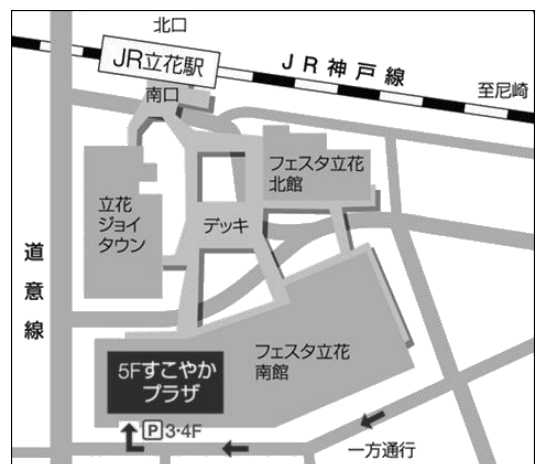 北口
JR立花駅
JR神戸線
至尼崎
南口
フェスタ立花
北館
立花
ジョイ
タウン
デッキ
道意線
フェスタ立花
南館
5Fすこやか
プラザ
P3・4F
一方通行